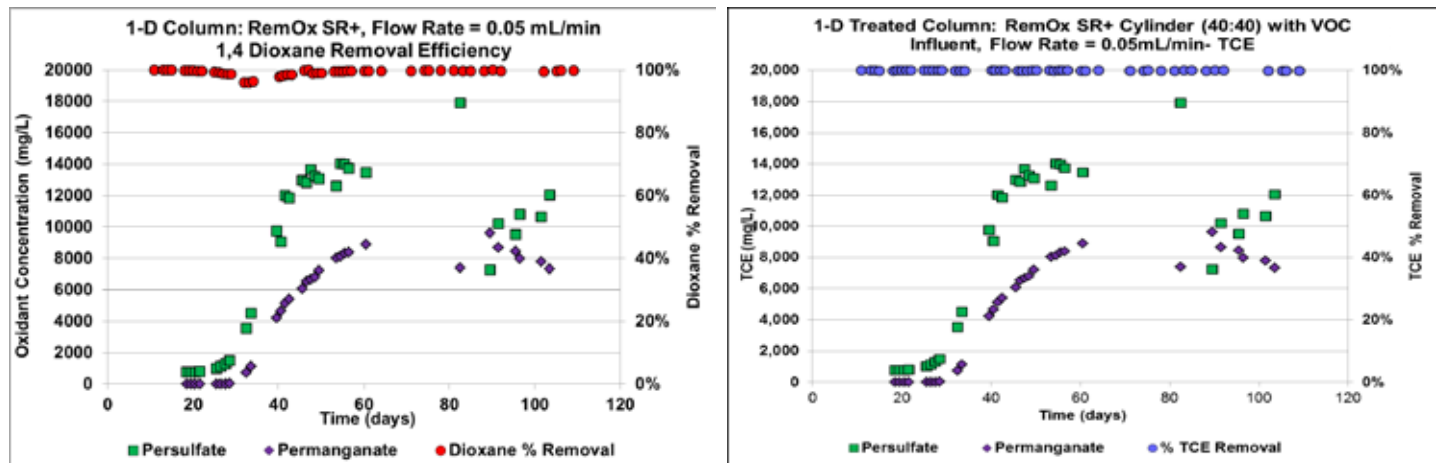 1-D Column: RemOx SR+, Flow Rate = 0.05 mL/min
1,4 Dioxane Removal Efficiency
20000
18000
16000
14000
12000
10000
8000
6000
4000
2000
0
Oxidant Concentration (mg/L)
100%
80%
60%
40%
20%
0%
Dioxane % Removal
0 20 40 60 80 100 120
Time (days)
Persulfate Permanganate Dioxane % Removal
1-D Treated Column: RemOx SR+ Cylinder (40:40) with VOC
Influent, Flow Rate = 0.05mL/min- TCE
20,000
18,000
16,000
14,000
12,000
10,000
8,000
6,000
4,000
2,000
0
TCE (mg/L)
100%
80%
60%
40%
20%
0%
TCE % Removal
0 20 40 60 80 100 120
Time (days)
Persulfate Permanganate % TCE Removal